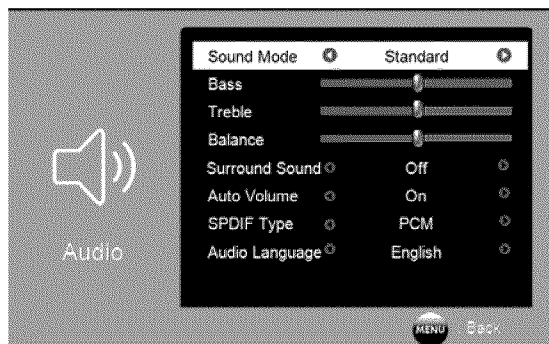 Sound Mode Standard
Bass
Treble
Balance
Surround Sound Off
Auto Volume On
SPDIF Type PCM
Audio Language English
Audio
MENU Back